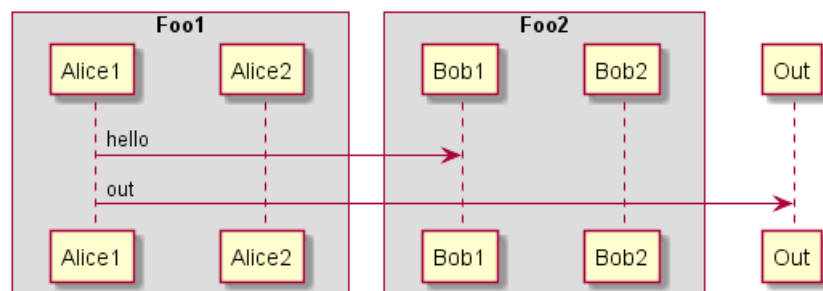 Foo1 Foo2
Alice1 Alice2 Bob1 Bob2 Out
hello
out
Alice1 Alice2 Bob1 Bob2 Out